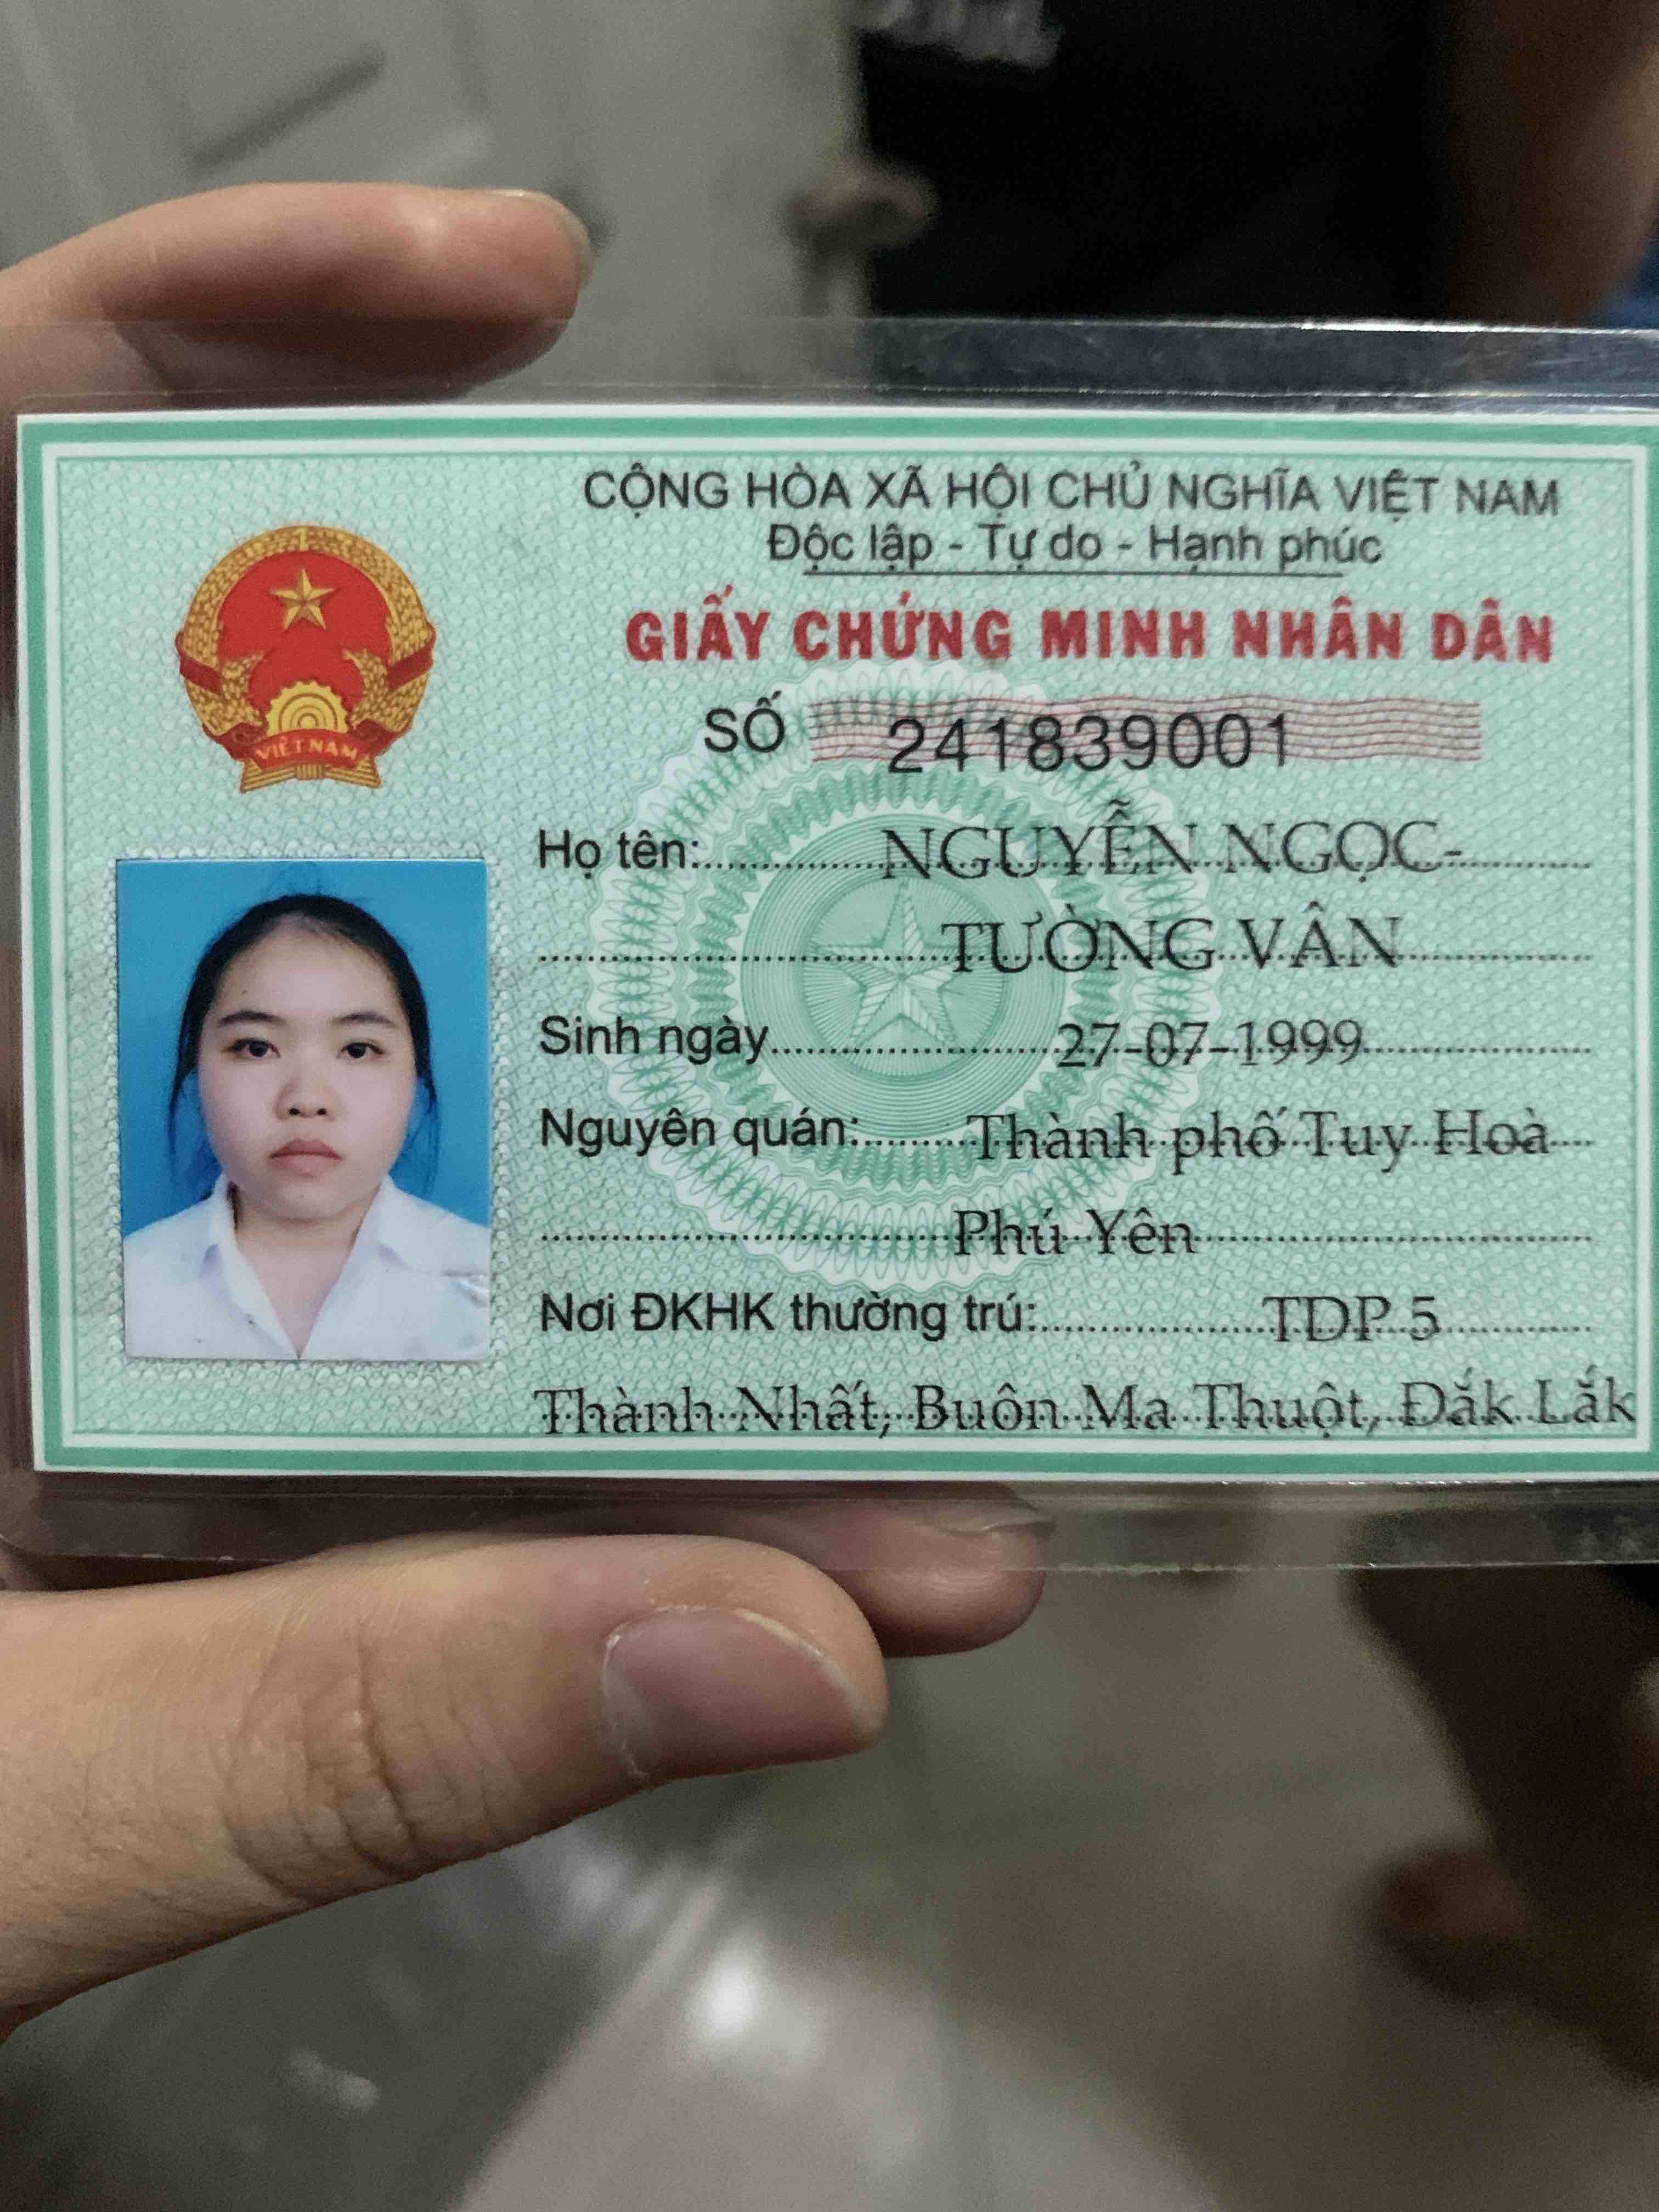 CỘNG HÒA XÃ HỘI CHỦ NGHĨA VIỆT NAM
Độc lập - Tự do - Hạnh phúc
GIẤY CHỨNG MINH NHÂN DÂN
SỐ 241839001
VIỆT NAM
Họ tên: NGUYỄN NGỌC-
TƯỜNG VÂN
Sinh ngày 27-07-1999
Nguyên quán: Thành phố Tuy Hoà
Phú Yên
Nơi ĐKHK thường trú: TDP 5
Thành Nhất, Buôn Ma Thuột, Đắk Lắk